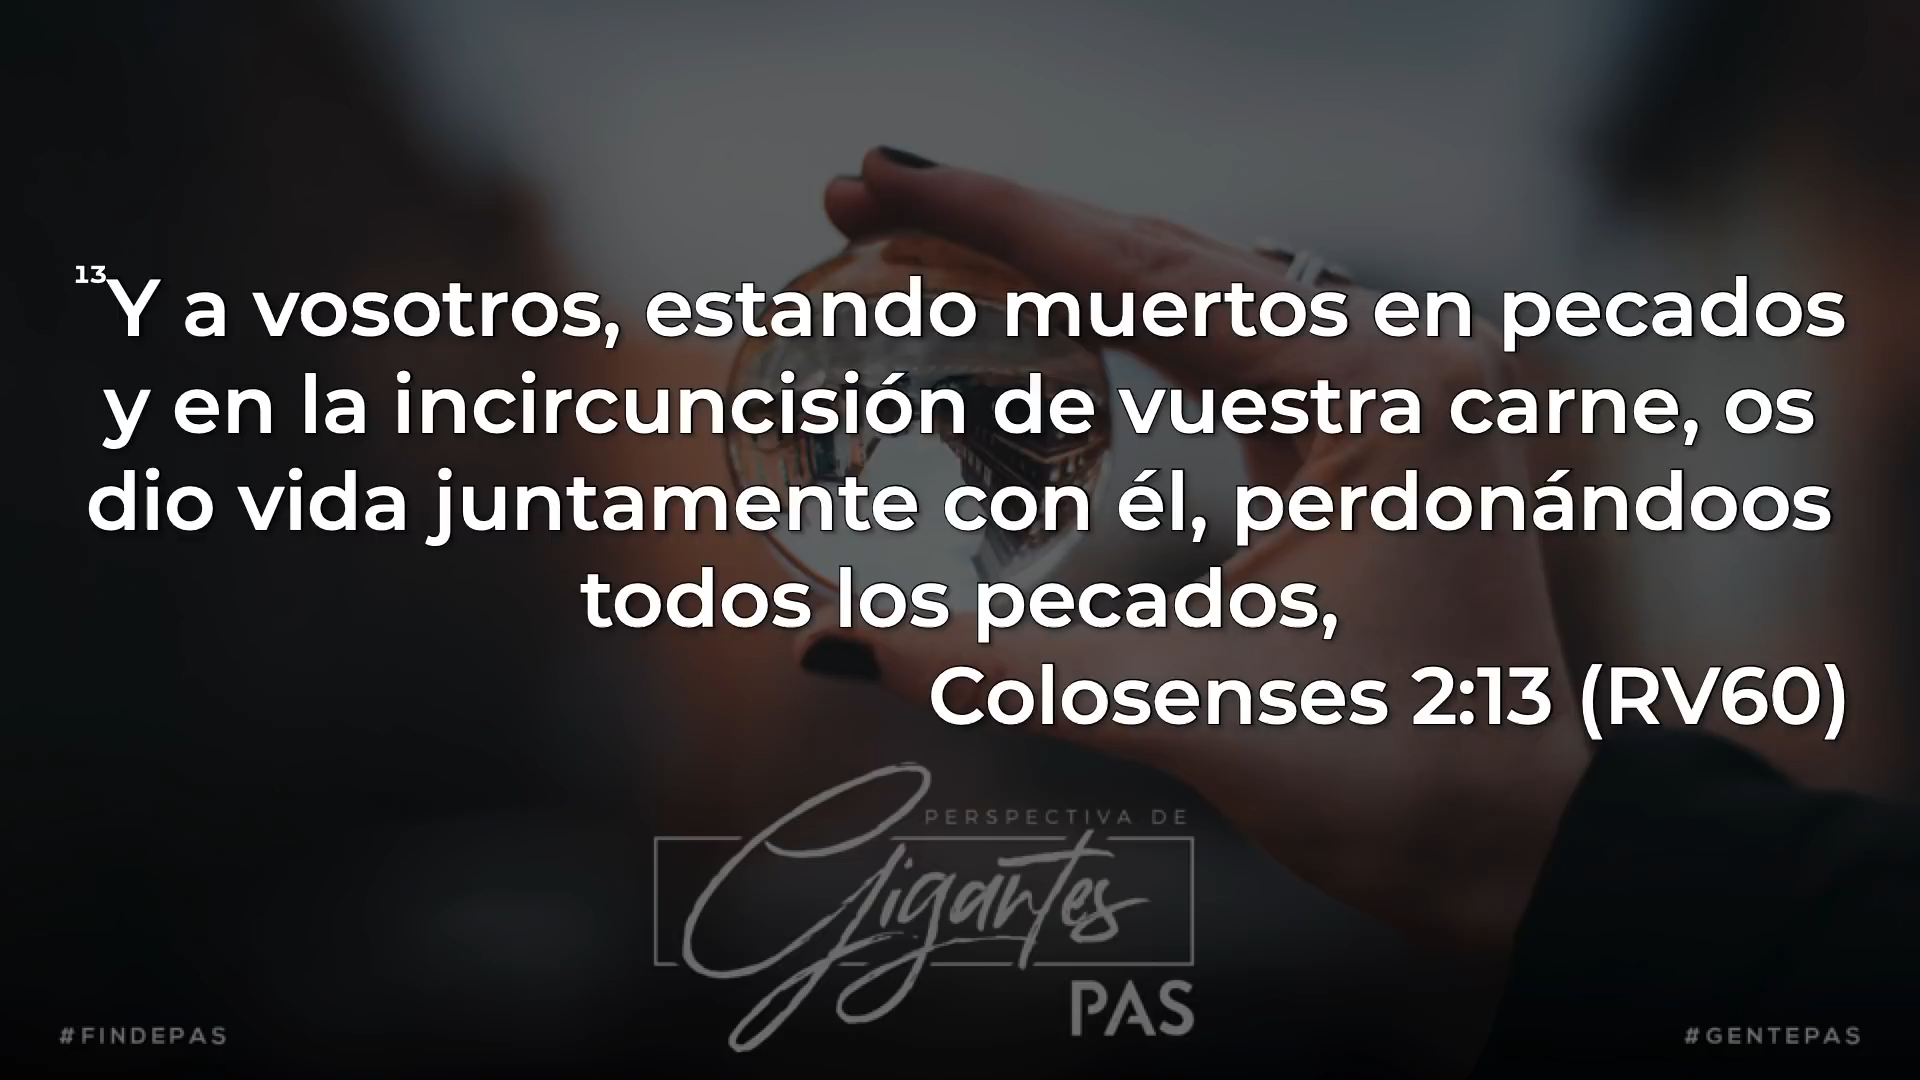 13Y a vosotros, estando muertos en pecados
y en la incircuncisión de vuestra carne, os
dio vida juntamente con él, perdonándoos
todos los pecados,
Colosenses 2:13 (RV60)
PERSPECTIVA DE
Gigantes
PAS
#FINDEPAS
#GENTEPAS